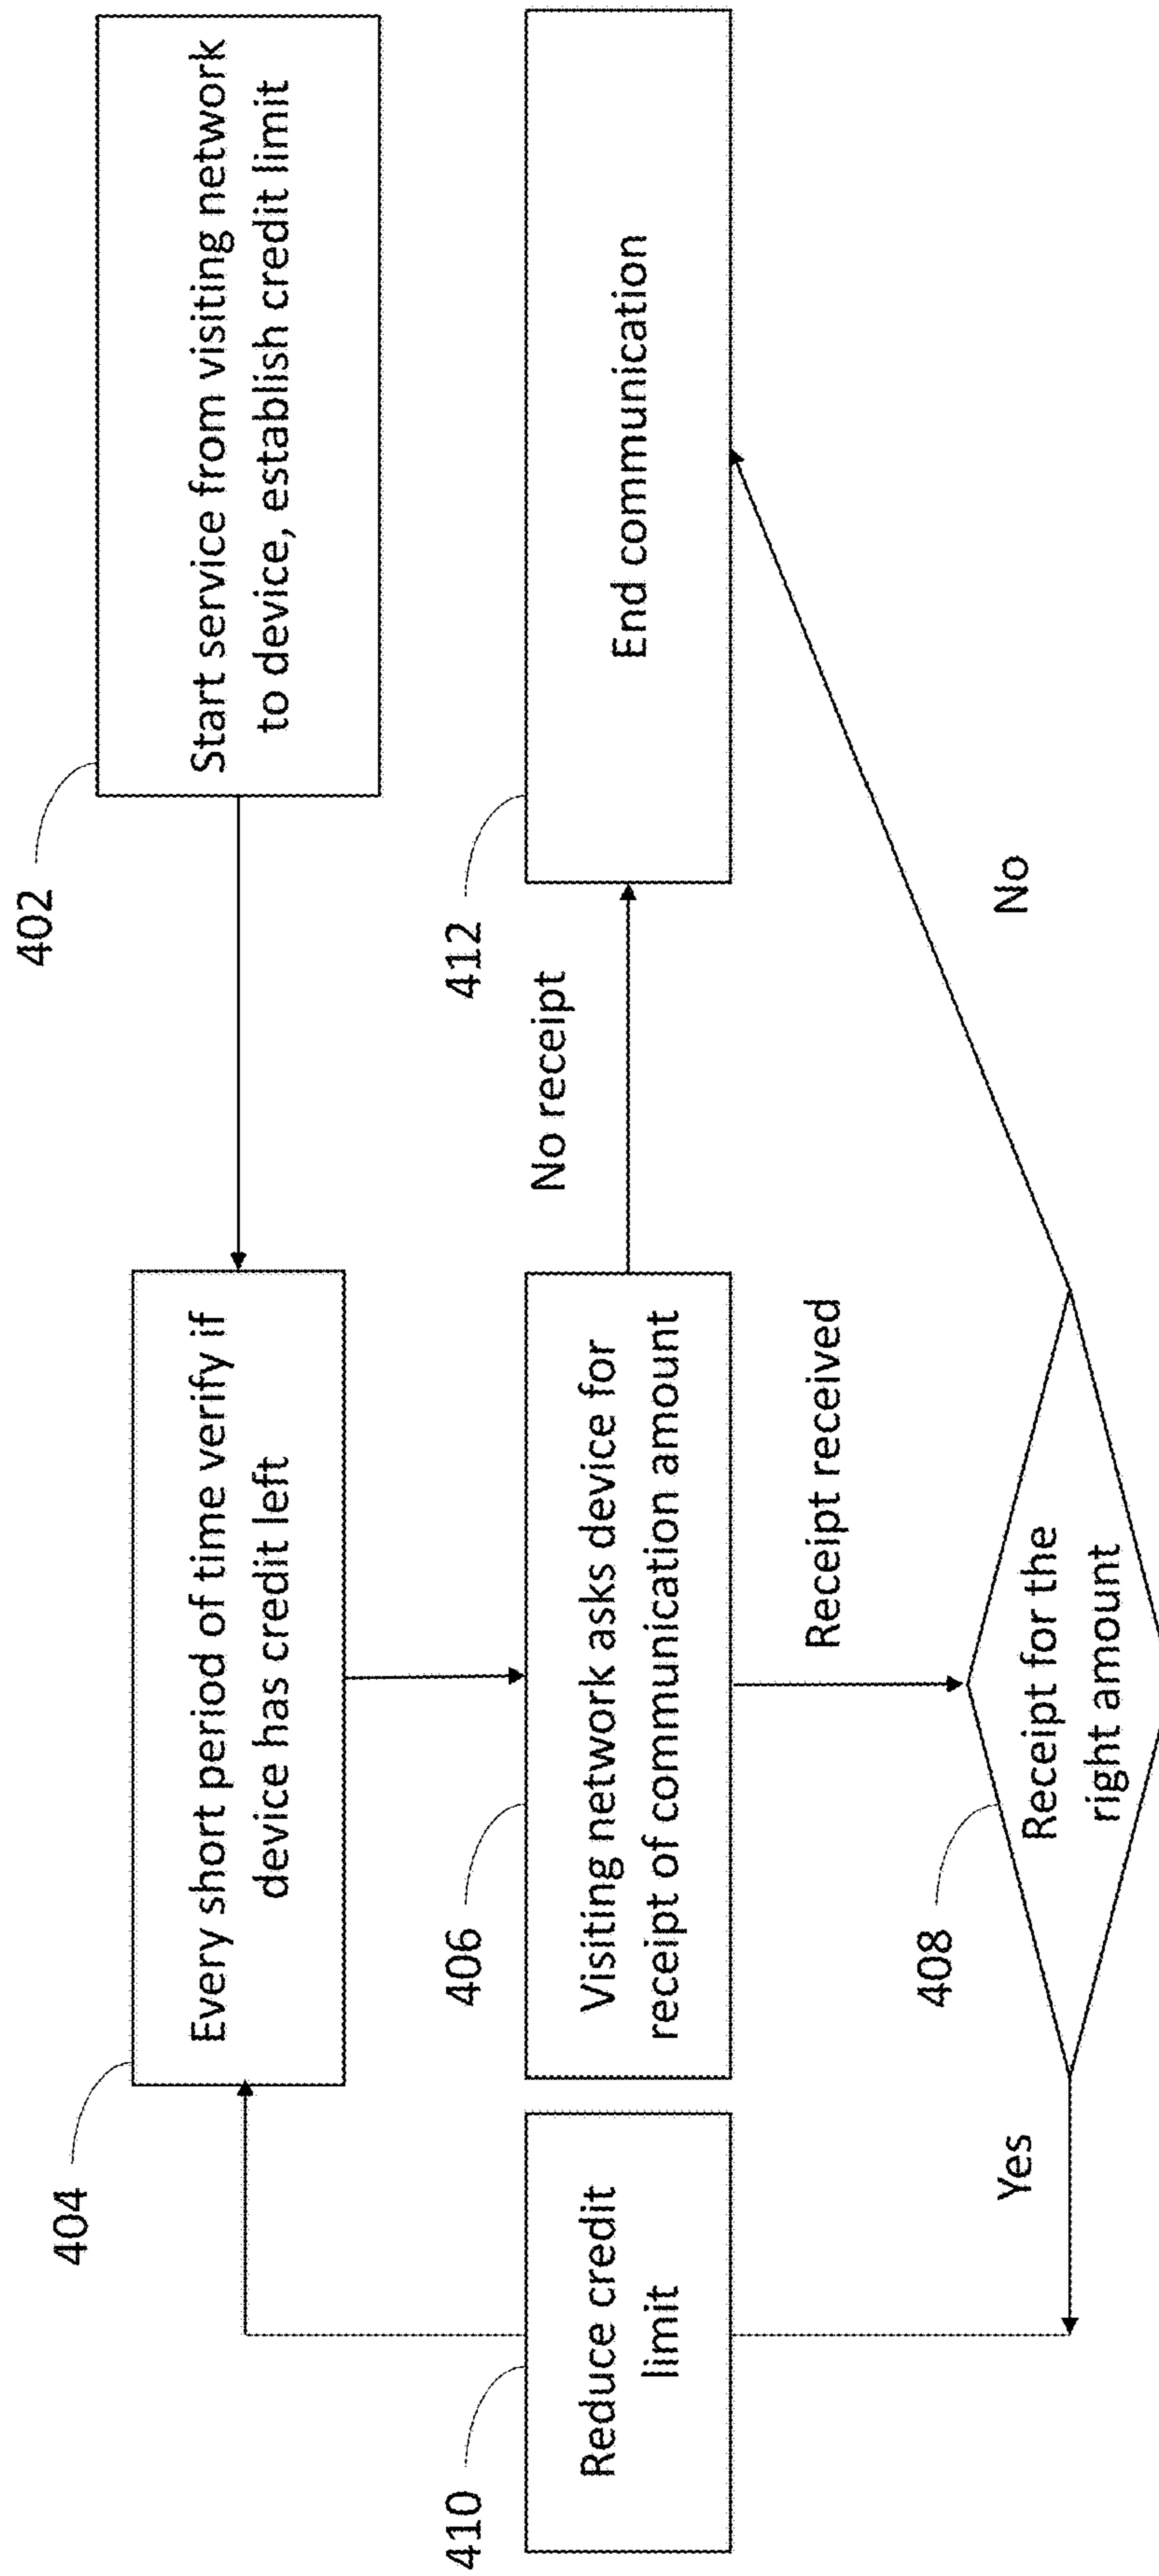 402
Start service from visiting network
to device, establish credit limit
404
Every short period of time verify if
device has credit left
406
Visiting network asks device for
receipt of communication amount
No receipt
412
End communication
Receipt received
408
Receipt for the
right amount
No
Yes
410
Reduce credit
limit